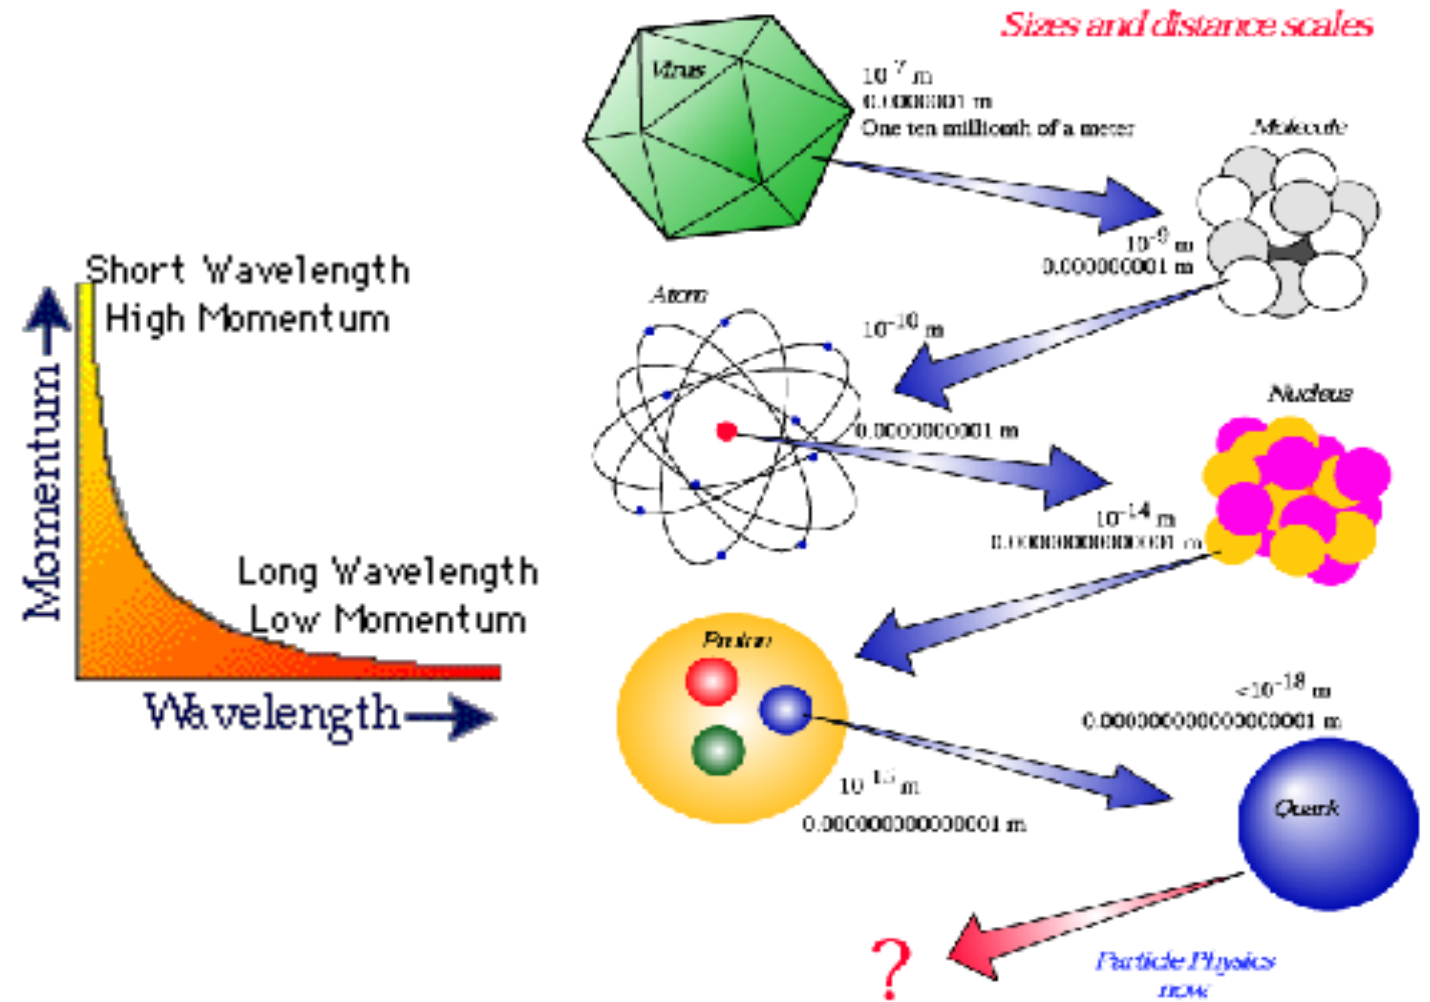 Short Wavelength
High Momentum
Long Wavelength
Low Momentum
Momentum
Wavelength
Sizes and distance scales
Virus
10-7 m
0.0000001 m
One ten millionth of a meter
Molecule
10-9 m
0.000000001 m
Atom
10-10 m
0.0000000001 m
Nucleus
10-14 m
0.00000000000001 m
Proton
10-15 m
0.000000000000001 m
<10-18 m
0.000000000000000001 m
Quark
?
Particle Physics
now